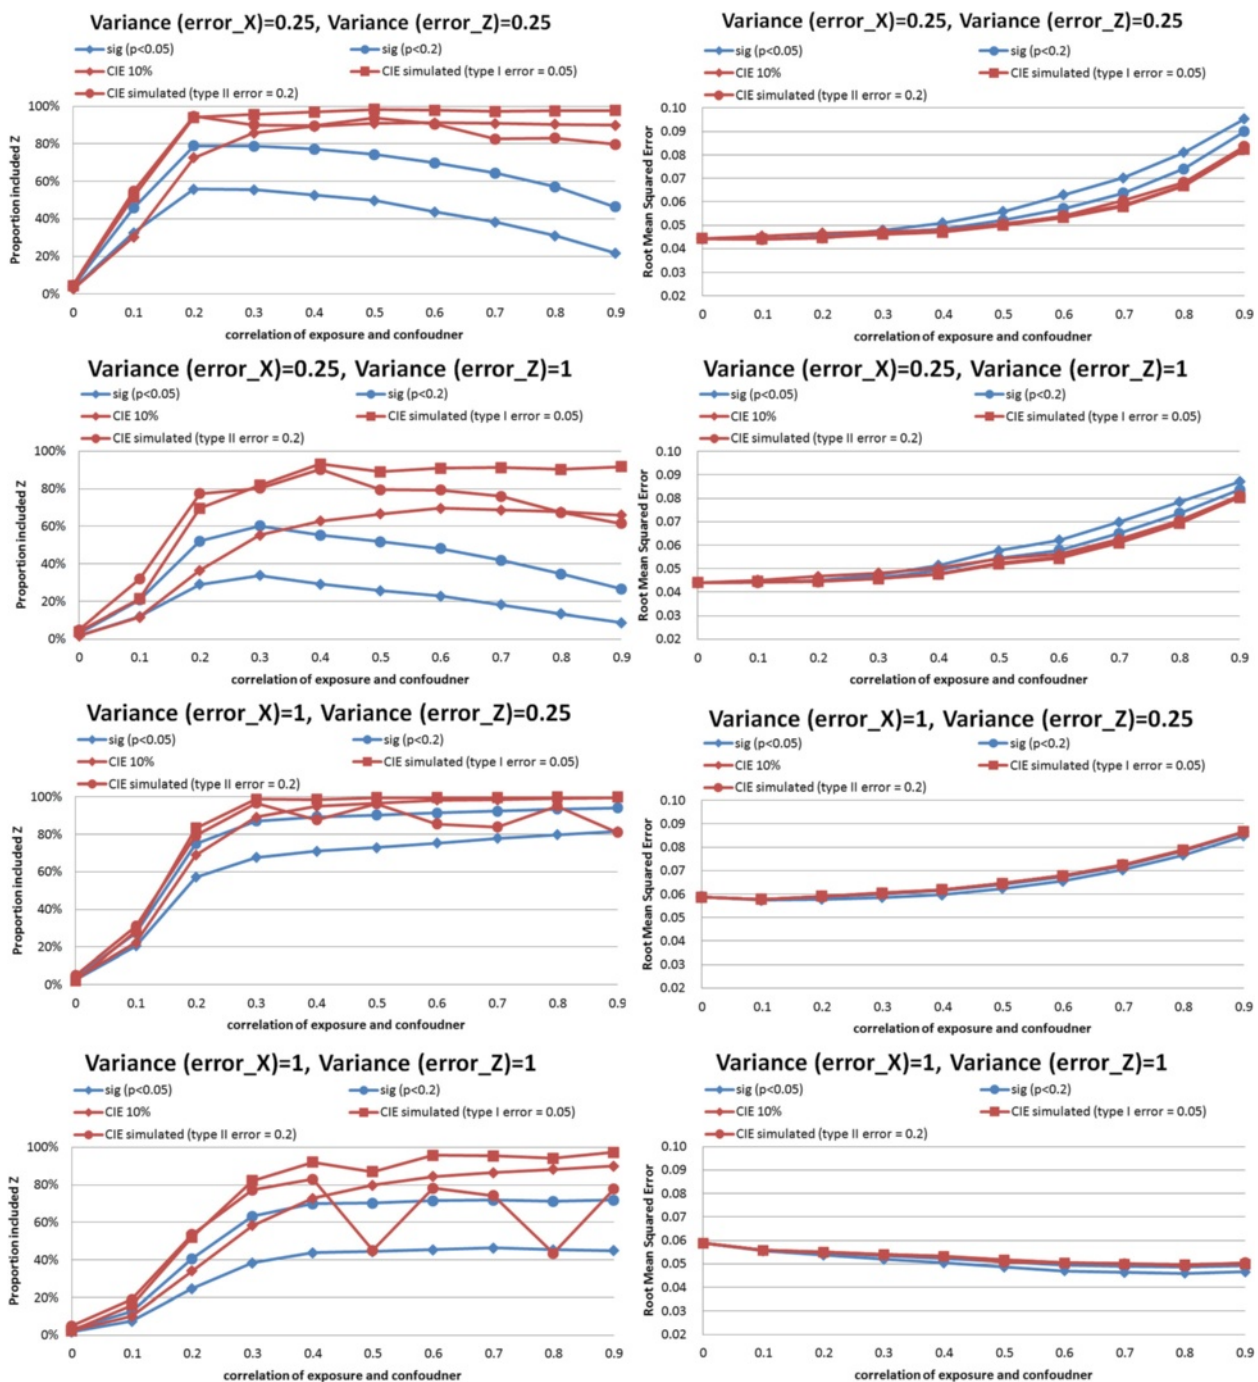 Variance (error_X)=0.25, Variance (error_Z)=0.25
sig (p<0.05)
sig (p<0.2)
CIE 10%
CIE simulated (type I error = 0.05)
CIE simulated (type II error = 0.2)
Proportion included Z
100%
80%
60%
40%
20%
0%
0 0.1 0.2 0.3 0.4 0.5 0.6 0.7 0.8 0.9
correlation of exposure and confoudner
Variance (error_X)=0.25, Variance (error_Z)=0.25
sig (p<0.05)
sig (p<0.2)
CIE 10%
CIE simulated (type I error = 0.05)
CIE simulated (type II error = 0.2)
Root Mean Squared Error
0.10
0.09
0.08
0.07
0.06
0.05
0.04
0.03
0.02
0 0.1 0.2 0.3 0.4 0.5 0.6 0.7 0.8 0.9
correlation of exposure and confoudner
Variance (error_X)=0.25, Variance (error_Z)=1
sig (p<0.05)
sig (p<0.2)
CIE 10%
CIE simulated (type I error = 0.05)
CIE simulated (type II error = 0.2)
Proportion included Z
100%
80%
60%
40%
20%
0%
0 0.1 0.2 0.3 0.4 0.5 0.6 0.7 0.8 0.9
correlation of exposure and confoudner
Variance (error_X)=0.25, Variance (error_Z)=1
sig (p<0.05)
sig (p<0.2)
CIE 10%
CIE simulated (type I error = 0.05)
CIE simulated (type II error = 0.2)
Root Mean Squared Error
0.10
0.09
0.08
0.07
0.06
0.05
0.04
0.03
0.02
0 0.1 0.2 0.3 0.4 0.5 0.6 0.7 0.8 0.9
correlation of exposure and confoudner
Variance (error_X)=1, Variance (error_Z)=0.25
sig (p<0.05)
sig (p<0.2)
CIE 10%
CIE simulated (type I error = 0.05)
CIE simulated (type II error = 0.2)
Proportion included Z
100%
80%
60%
40%
20%
0%
0 0.1 0.2 0.3 0.4 0.5 0.6 0.7 0.8 0.9
correlation of exposure and confoudner
Variance (error_X)=1, Variance (error_Z)=0.25
sig (p<0.05)
sig (p<0.2)
CIE 10%
CIE simulated (type I error = 0.05)
CIE simulated (type II error = 0.2)
Root Mean Squared Error
0.10
0.09
0.08
0.07
0.06
0.05
0.04
0.03
0.02
0 0.1 0.2 0.3 0.4 0.5 0.6 0.7 0.8 0.9
correlation of exposure and confoudner
Variance (error_X)=1, Variance (error_Z)=1
sig (p<0.05)
sig (p<0.2)
CIE 10%
CIE simulated (type I error = 0.05)
CIE simulated (type II error = 0.2)
Proportion included Z
100%
80%
60%
40%
20%
0%
0 0.1 0.2 0.3 0.4 0.5 0.6 0.7 0.8 0.9
correlation of exposure and confoudner
Variance (error_X)=1, Variance (error_Z)=1
sig (p<0.05)
sig (p<0.2)
CIE 10%
CIE simulated (type I error = 0.05)
CIE simulated (type II error = 0.2)
Root Mean Squared Error
0.10
0.09
0.08
0.07
0.06
0.05
0.04
0.03
0.02
0 0.1 0.2 0.3 0.4 0.5 0.6 0.7 0.8 0.9
correlation of exposure and confoudner